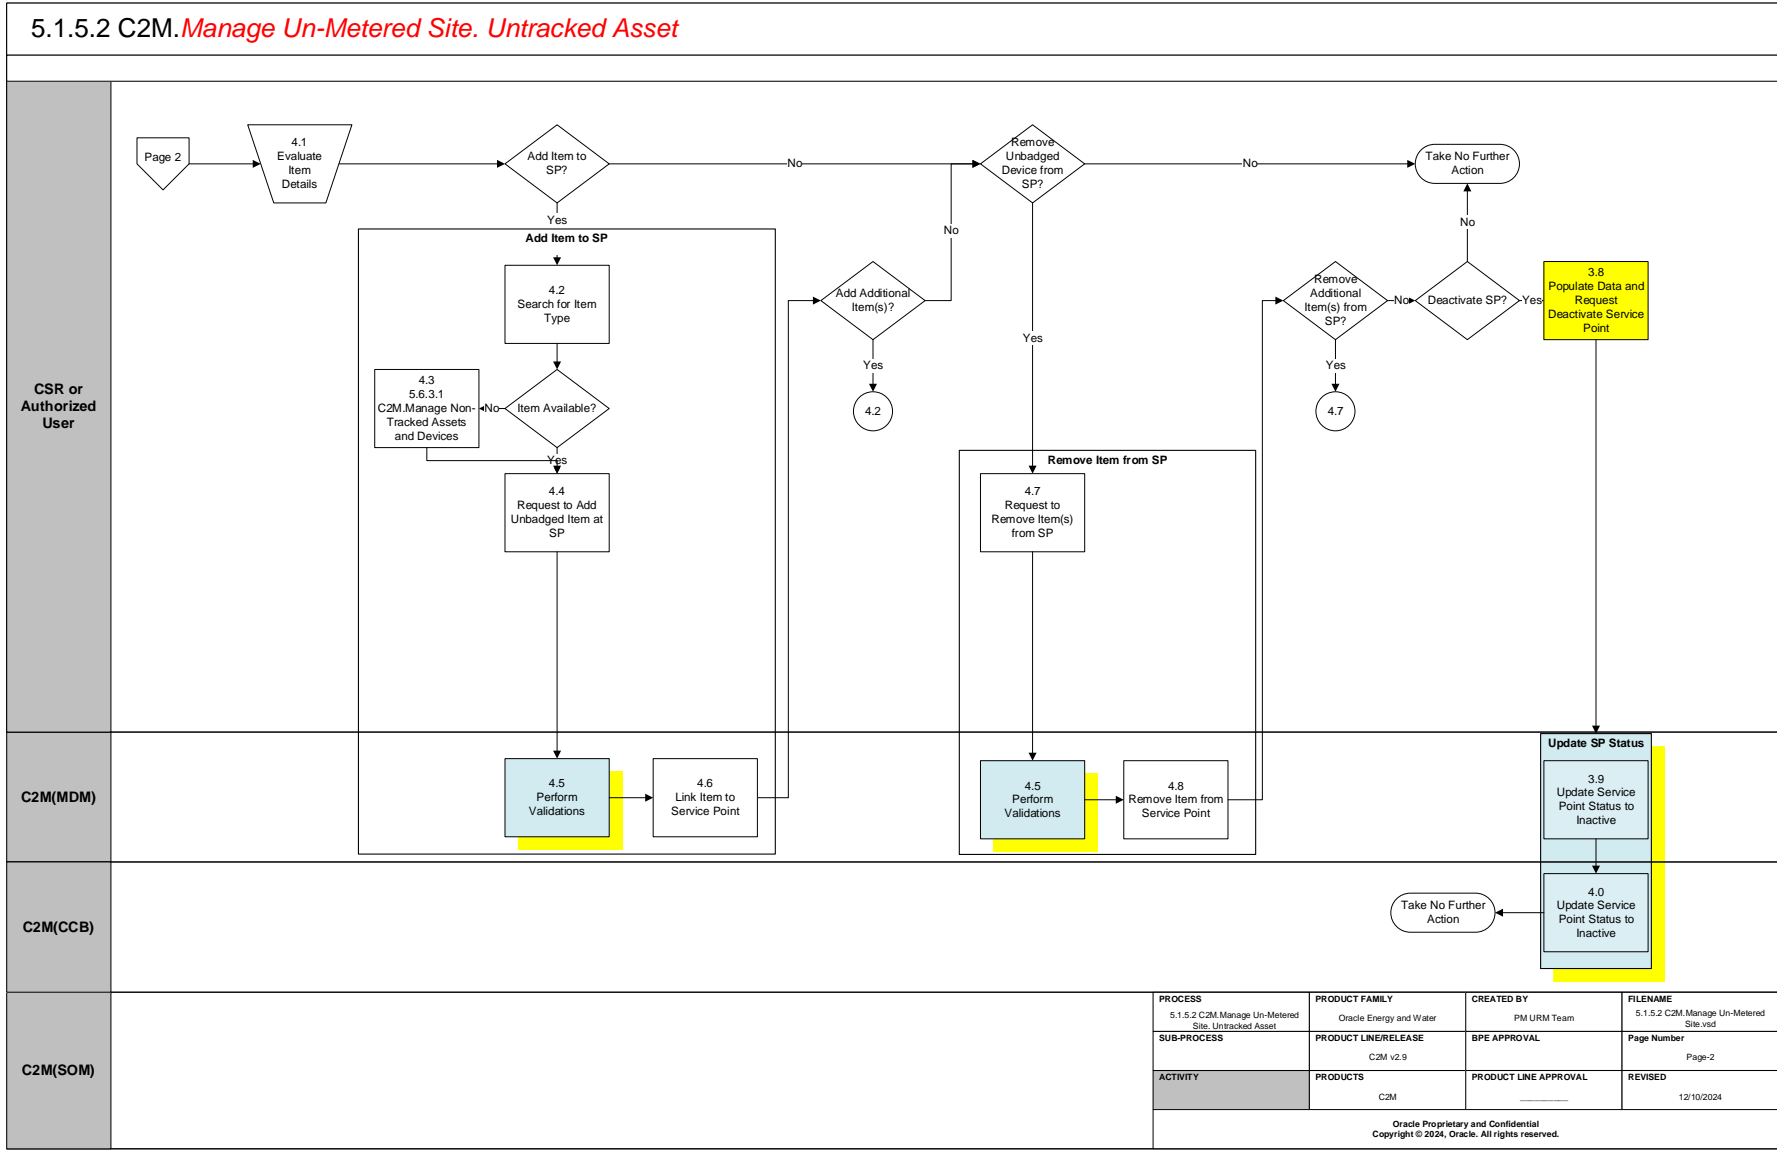 5.1.5.2 C2M.Manage Un-Metered Site. Untracked Asset
CSR or
Authorized
User
Page 2
4.1
Evaluate
Item
Details
Add Item to
SP?
No
Yes
Remove
Unbadged
Device from
SP?
No
Take No Further
Action
Add Item to SP
4.2
Search for Item
Type
4.3
5.6.3.1
C2M.Manage Non-
Tracked Assets
and Devices
No
Item Available?
Yes
4.4
Request to Add
Unbadged Item at
SP
Add Additional
Item(s)?
No
Yes
4.2
Yes
Remove Item from SP
4.7
Request to
Remove Item(s)
from SP
Remove
Additional
Item(s) from
SP?
Yes
4.7
No
Deactivate SP?
No
Yes
3.8
Populate Data and
Request
Deactivate Service
Point
C2M(MDM)
4.5
Perform
Validations
4.6
Link Item to
Service Point
4.5
Perform
Validations
4.8
Remove Item from
Service Point
Update SP Status
3.9
Update Service
Point Status to
Inactive
C2M(CCB)
Take No Further
Action
4.0
Update Service
Point Status to
Inactive
C2M(SOM)
PROCESS
5.1.5.2 C2M.Manage Un-Metered
Site. Untracked Asset
PRODUCT FAMILY
Oracle Energy and Water
CREATED BY
PM URM Team
FILENAME
5.1.5.2 C2M.Manage Un-Metered
Site.vsd
SUB-PROCESS
PRODUCT LINE/RELEASE
C2M v2.9
BPE APPROVAL
Page Number
Page-2
ACTIVITY
PRODUCTS
C2M
PRODUCT LINE APPROVAL
__________
REVISED
12/10/2024
Oracle Proprietary and Confidential
Copyright © 2024, Oracle. All rights reserved.